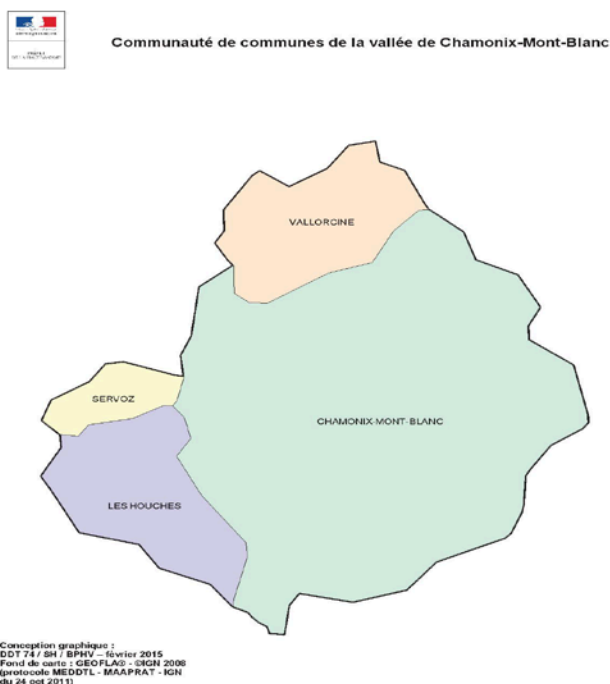 Communauté de communes de la vallée de Chamonix-Mont-Blanc
VALLORCINE
SERVOZ
CHAMONIX-MONT-BLANC
LES HOUCHES
Conception graphique :
DDT 74 / SH / BPHV – février 2015
Fond de carte : GEOFLA® - ©IGN 2008
(protocole MEDDTL - MAAPRAT - IGN
du 24 oct 2011)